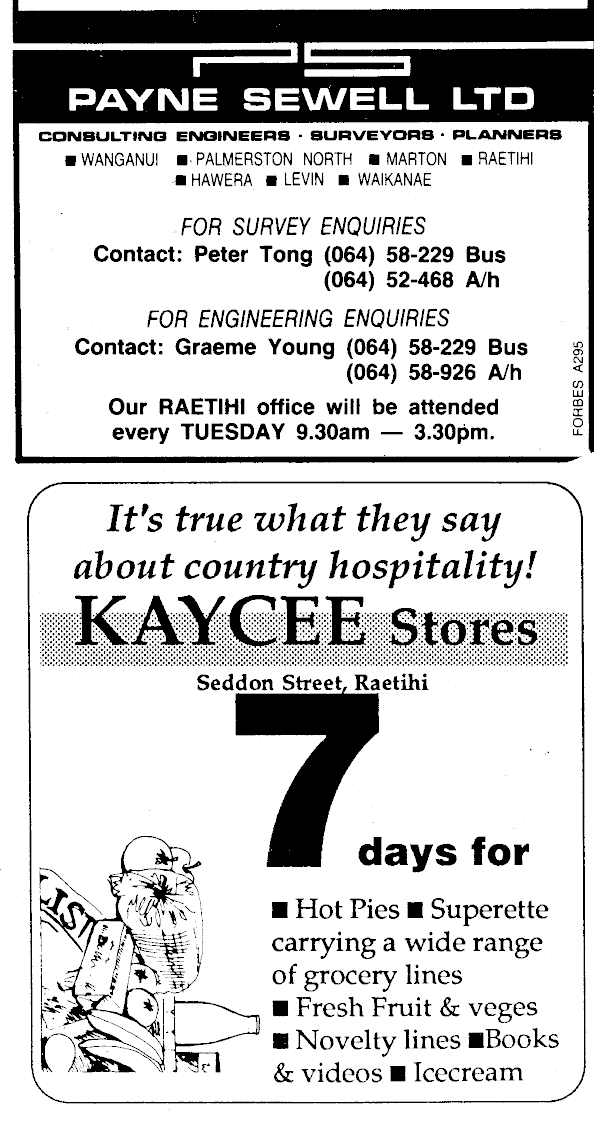 PS
PAYNE SEWELL LTD
CONSULTING ENGINEERS · SURVEYORS · PLANNERS
■ WANGANUI ■ PALMERSTON NORTH ■ MARTON ■ RAETIHI
■ HAWERA ■ LEVIN ■ WAIKANAE
FOR SURVEY ENQUIRIES
Contact: Peter Tong (064) 58-229 Bus
(064) 52-468 A/h
FOR ENGINEERING ENQUIRIES
Contact: Graeme Young (064) 58-229 Bus
(064) 58-926 A/h
Our RAETIHI office will be attended
every TUESDAY 9.30am — 3.30pm.
FORBES A295
It's true what they say
about country hospitality!
KAYCEE Stores
Seddon Street, Raetihi
7
days for
■ Hot Pies ■ Superette
carrying a wide range
of grocery lines
■ Fresh Fruit & veges
■ Novelty lines ■Books
& videos ■ Icecream
LIST